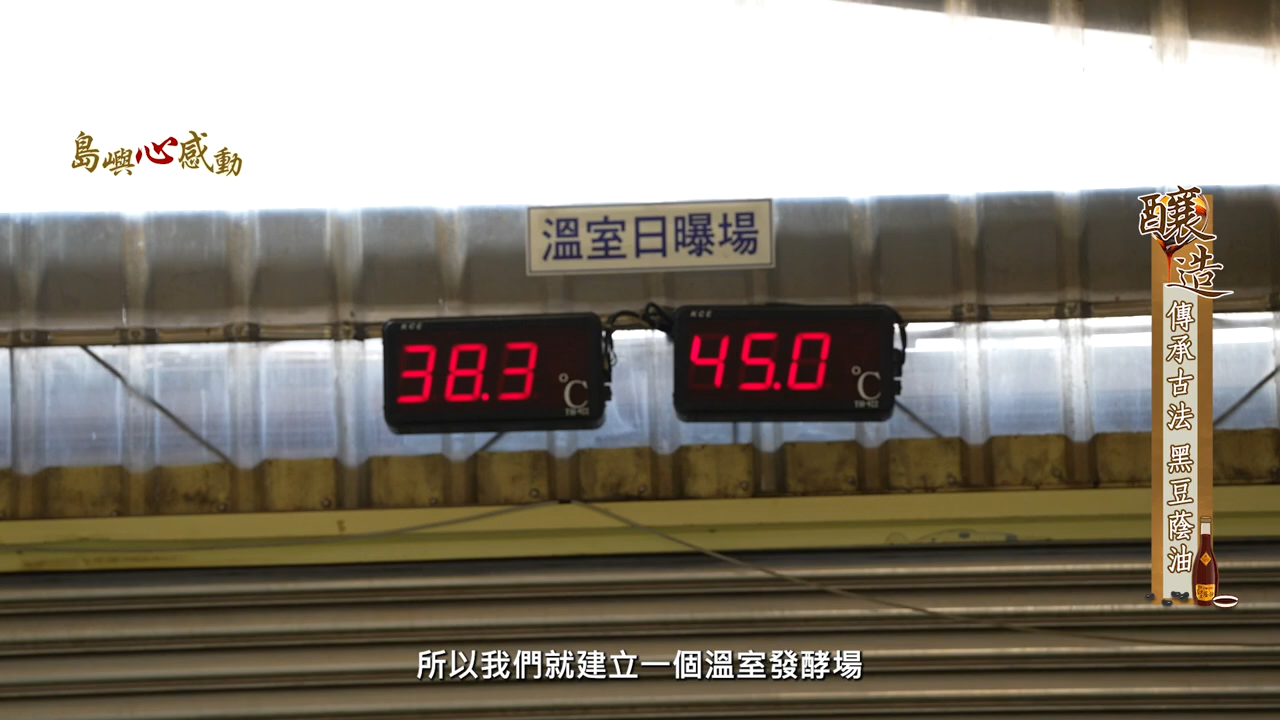 島嶼心感動
溫室日曝場
KCE
38.3
°C
KCE
45.0
°C
釀造
傳承古法 黑豆蔭油
所以我們就建立一個溫室發酵場